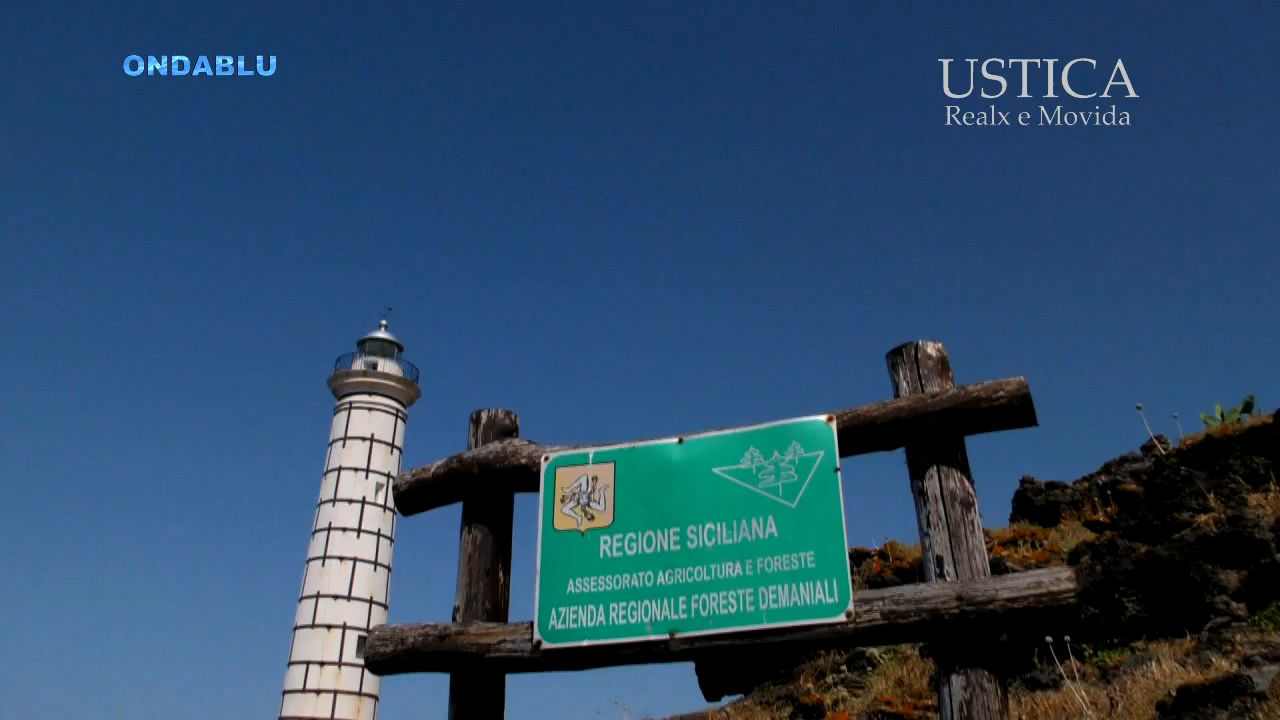 ONDABLU
USTICA
Realx e Movida
REGIONE SICILIANA
ASSESSORATO AGRICOLTURA E FORESTE
AZIENDA REGIONALE FORESTE DEMANIALI